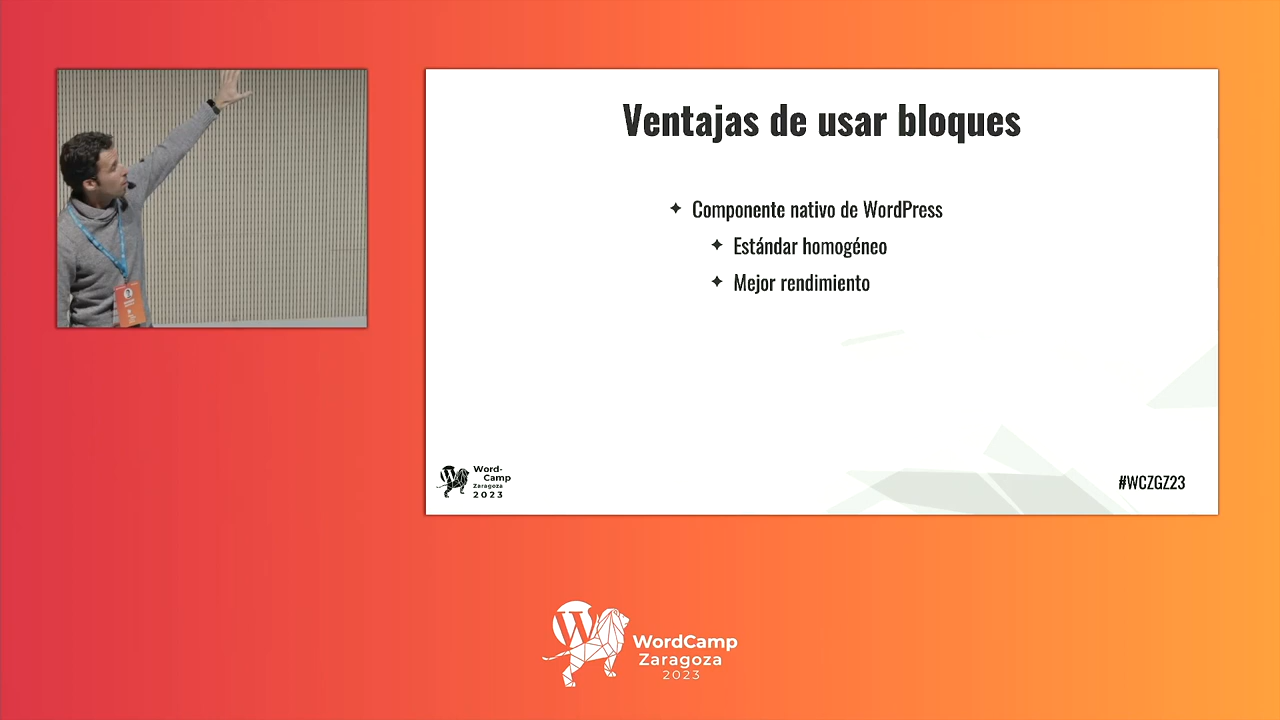 Ventajas de usar bloques
Componente nativo de WordPress
Estándar homogéneo
Mejor rendimiento
Word-
Camp
Zaragoza
2023
#WCZGZ23
WordCamp
Zaragoza
2023